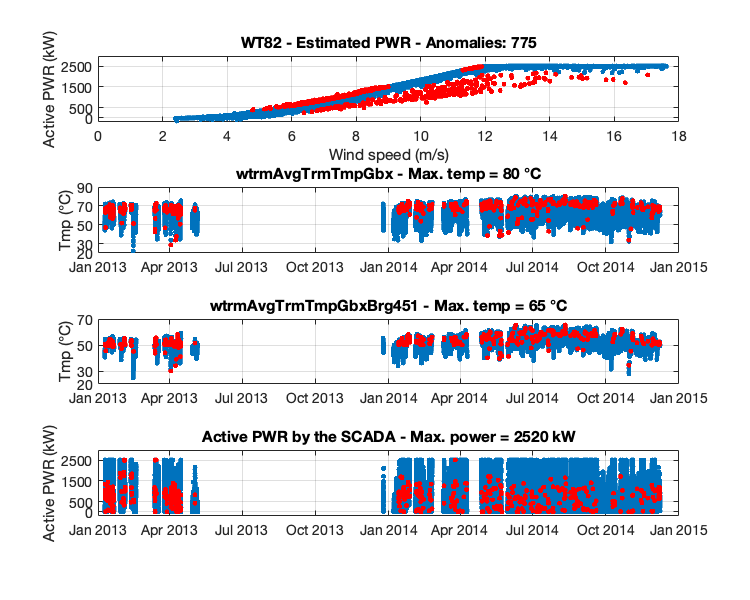 WT82 - Estimated PWR - Anomalies: 775
Active PWR (kW)
2500
1500
500
0
0 2 4 6 8 10 12 14 16 18
Wind speed (m/s)
wtrmAvgTrmTmpGbx - Max. temp = 80 °C
Tmp (°C)
90
70
50
30
20
Jan 2013 Apr 2013 Jul 2013 Oct 2013 Jan 2014 Apr 2014 Jul 2014 Oct 2014 Jan 2015
wtrmAvgTrmTmpGbxBrg451 - Max. temp = 65 °C
Tmp (°C)
70
50
30
20
Jan 2013 Apr 2013 Jul 2013 Oct 2013 Jan 2014 Apr 2014 Jul 2014 Oct 2014 Jan 2015
Active PWR by the SCADA - Max. power = 2520 kW
Active PWR (kW)
2500
1500
500
0
Jan 2013 Apr 2013 Jul 2013 Oct 2013 Jan 2014 Apr 2014 Jul 2014 Oct 2014 Jan 2015